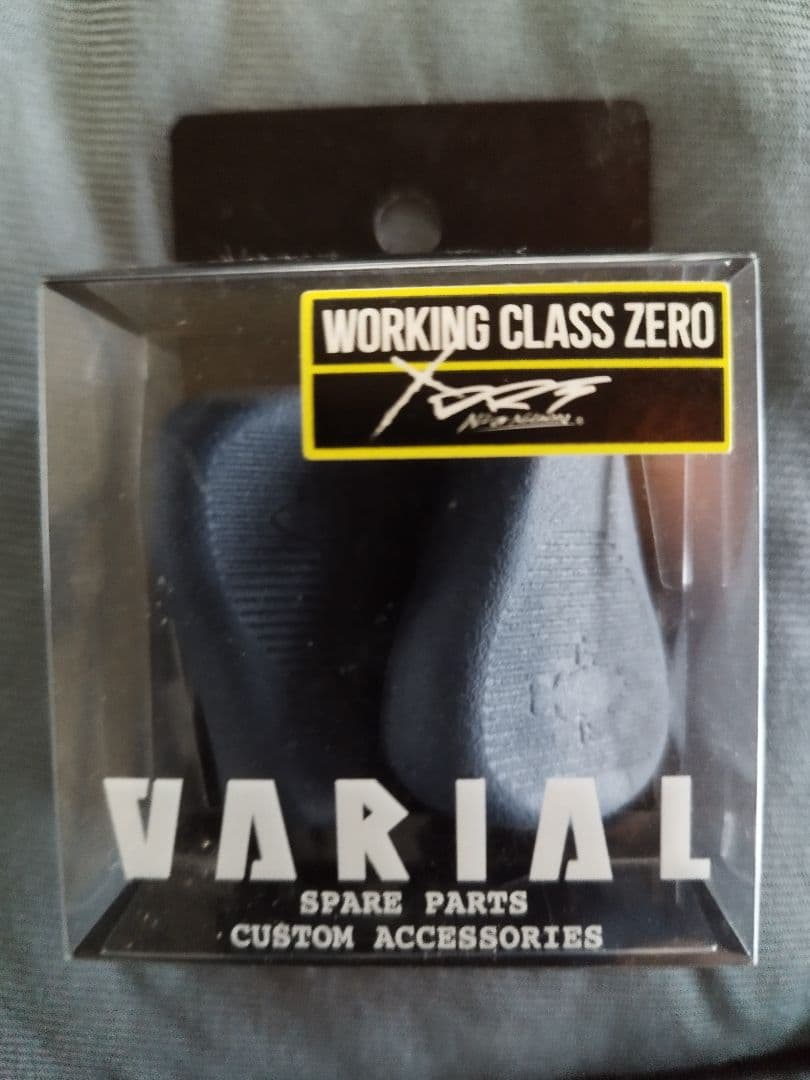 WORKING CLASS ZERO
VARIAL
SPARE PARTS
CUSTOM ACCESSORIES